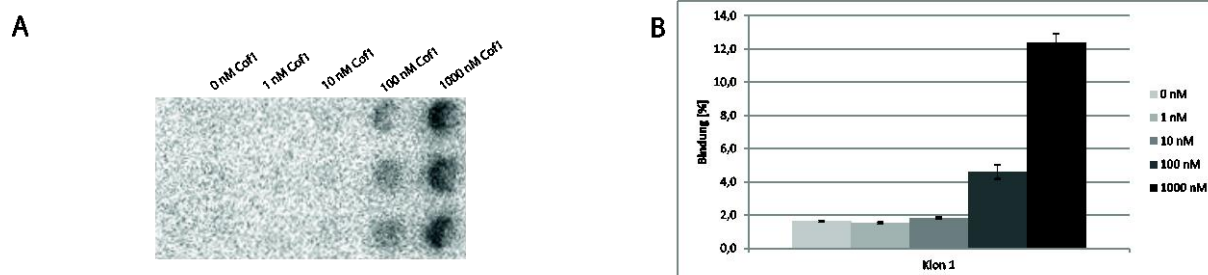 A
0 nM Cof1
1 nM Cof1
10 nM Cof1
100 nM Cof1
1000 nM Cof1
B
14,0
12,0
10,0
8,0
6,0
4,0
2,0
0,0
Bindung [%]
Klon 1
0 nM
1 nM
10 nM
100 nM
1000 nM